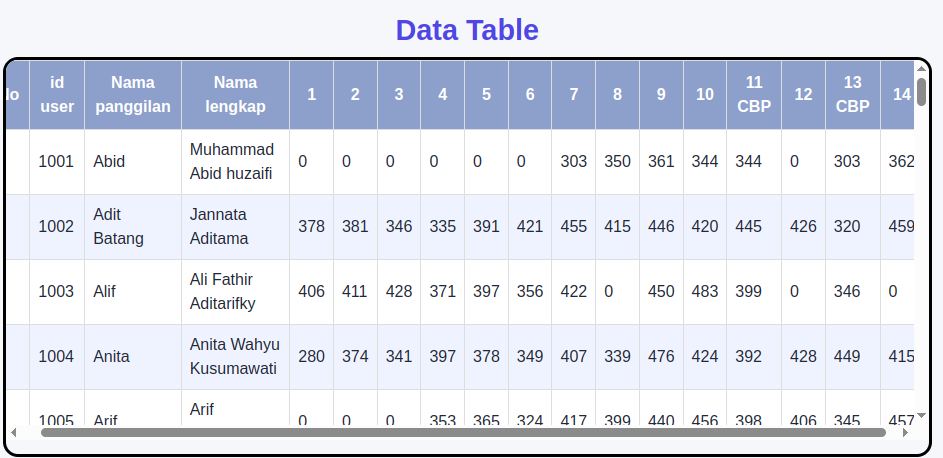 Data Table
lo id user Nama panggilan Nama lengkap 1 2 3 4 5 6 7 8 9 10 11 CBP 12 13 CBP 14
1001 Abid Muhammad Abid huzaifi 0 0 0 0 0 0 303 350 361 344 344 0 303 362
1002 Adit Batang Jannata Aditama 378 381 346 335 391 421 455 415 446 420 445 426 320 459
1003 Alif Ali Fathir Aditarifky 406 411 428 371 397 356 422 0 450 483 399 0 346 0
1004 Anita Anita Wahyu Kusumawati 280 374 341 397 378 349 407 339 476 424 392 428 449 415
1005 Arif Arif 0 0 0 353 365 324 417 399 440 456 398 406 345 457